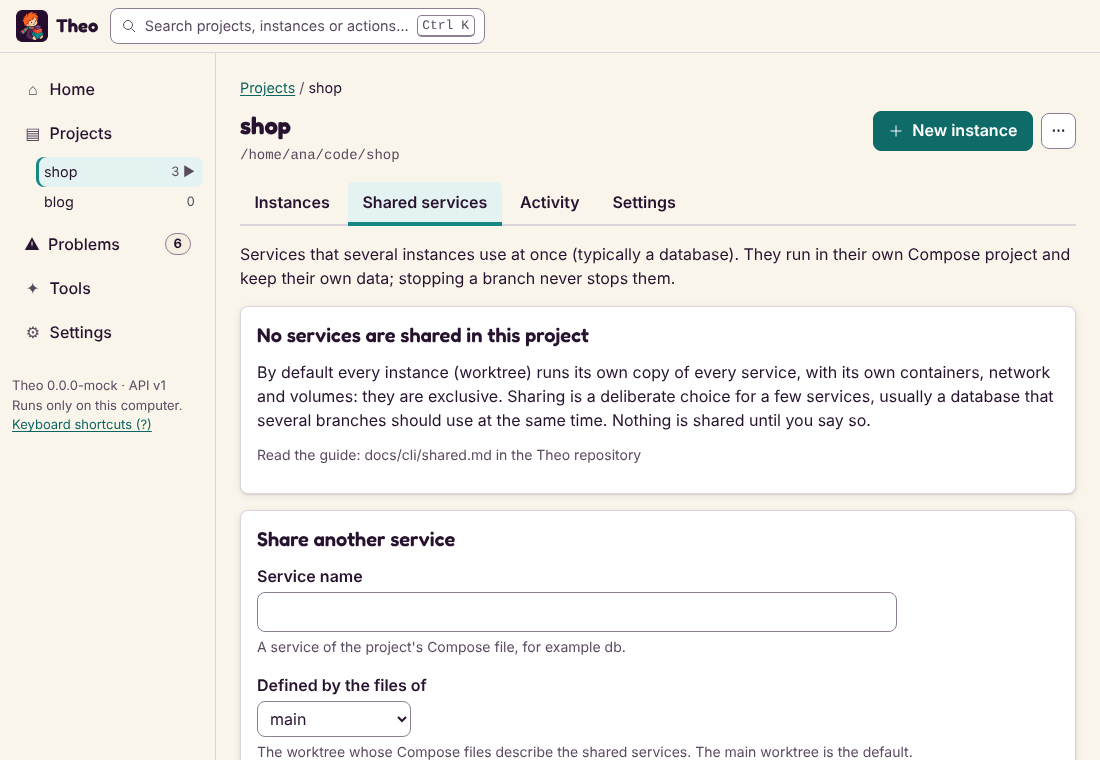 Theo
Search projects, instances or actions... Ctrl K
Home
Projects
shop 3
blog 0
Problems 6
Tools
Settings
Theo 0.0.0-mock · API v1
Runs only on this computer.
Keyboard shortcuts (?)
Projects / shop
shop
/home/ana/code/shop
+ New instance
...
Instances
Shared services
Activity
Settings
Services that several instances use at once (typically a database). They run in their own Compose project and
keep their own data; stopping a branch never stops them.
No services are shared in this project
By default every instance (worktree) runs its own copy of every service, with its own containers, network
and volumes: they are exclusive. Sharing is a deliberate choice for a few services, usually a database that
several branches should use at the same time. Nothing is shared until you say so.
Read the guide: docs/cli/shared.md in the Theo repository
Share another service
Service name
A service of the project's Compose file, for example db.
Defined by the files of
main
The worktree whose Compose files describe the shared services. The main worktree is the default.